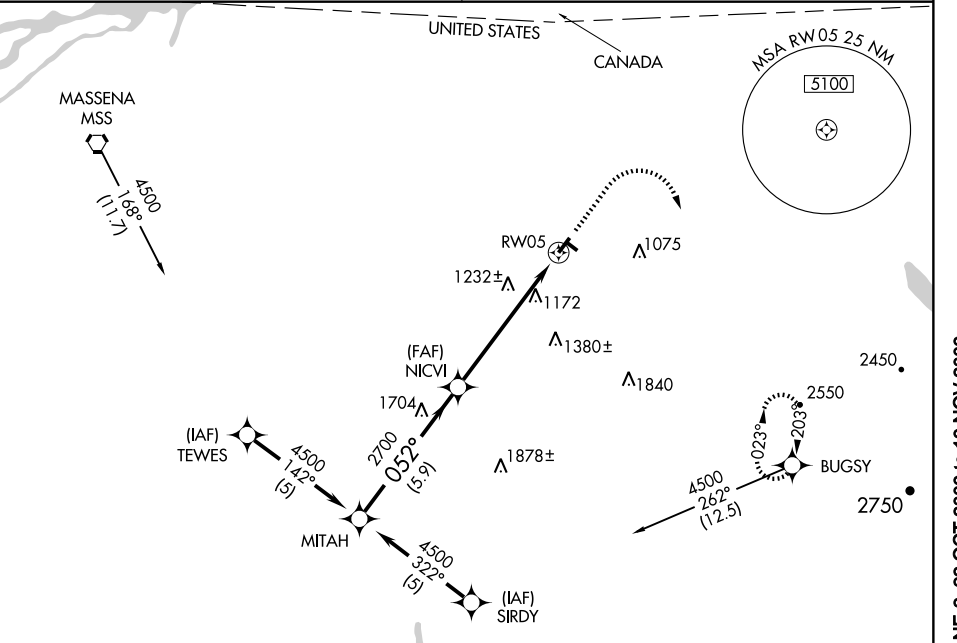 UNITED STATES
CANADA
MSA RW05 25 NM
5100
MASSENA
MSS
4500
168°
(11.7)
RW05
1075
1232±
1172
1380±
(FAF)
NICVI
1840
2450
1704
2550
(IAF)
TEWES
4500
142°
(5)
2700
052°
(5.9)
1878±
023°
203°
BUGSY
4500
262°
(12.5)
2750
MITAH
4500
322°
(5)
(IAF)
SIRDY